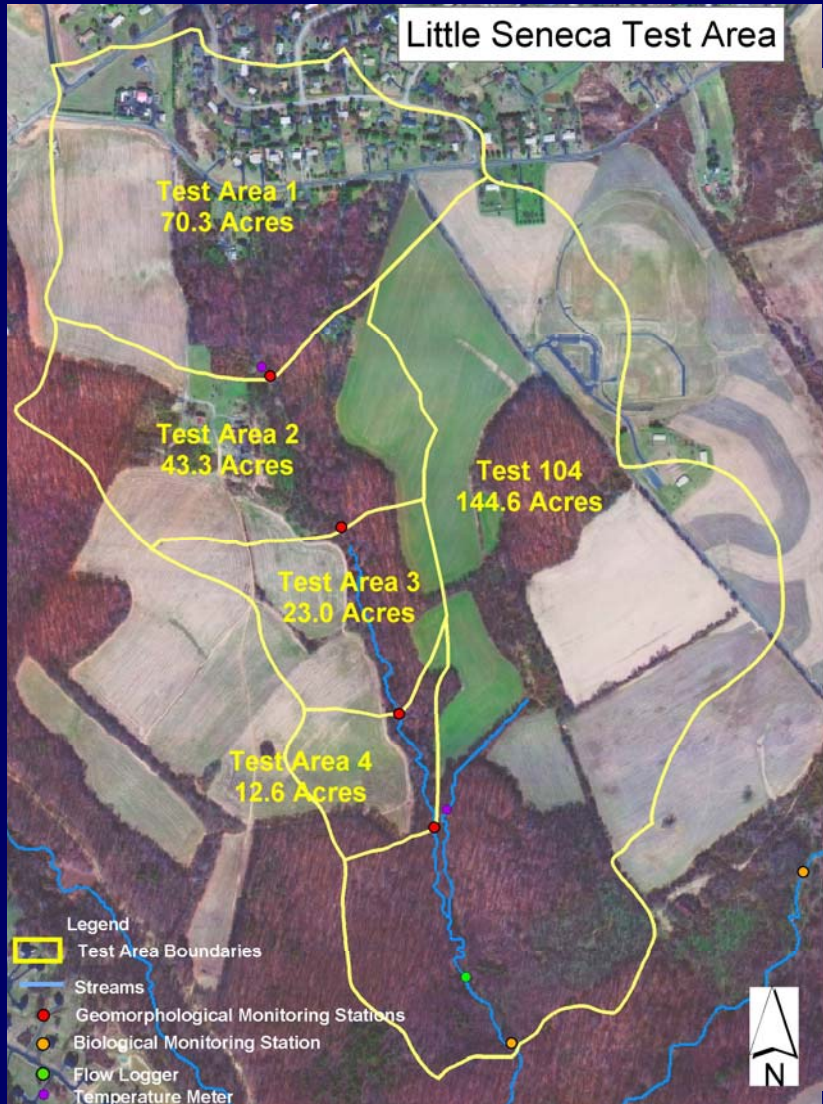 Little Seneca Test Area
Test Area 1
70.3 Acres
Test Area 2
43.3 Acres
Test 104
144.6 Acres
Test Area 3
23.0 Acres
Test Area 4
12.6 Acres
Legend
Test Area Boundaries
Streams
Geomorphological Monitoring Stations
Biological Monitoring Station
Flow Logger
Temperature Meter
N